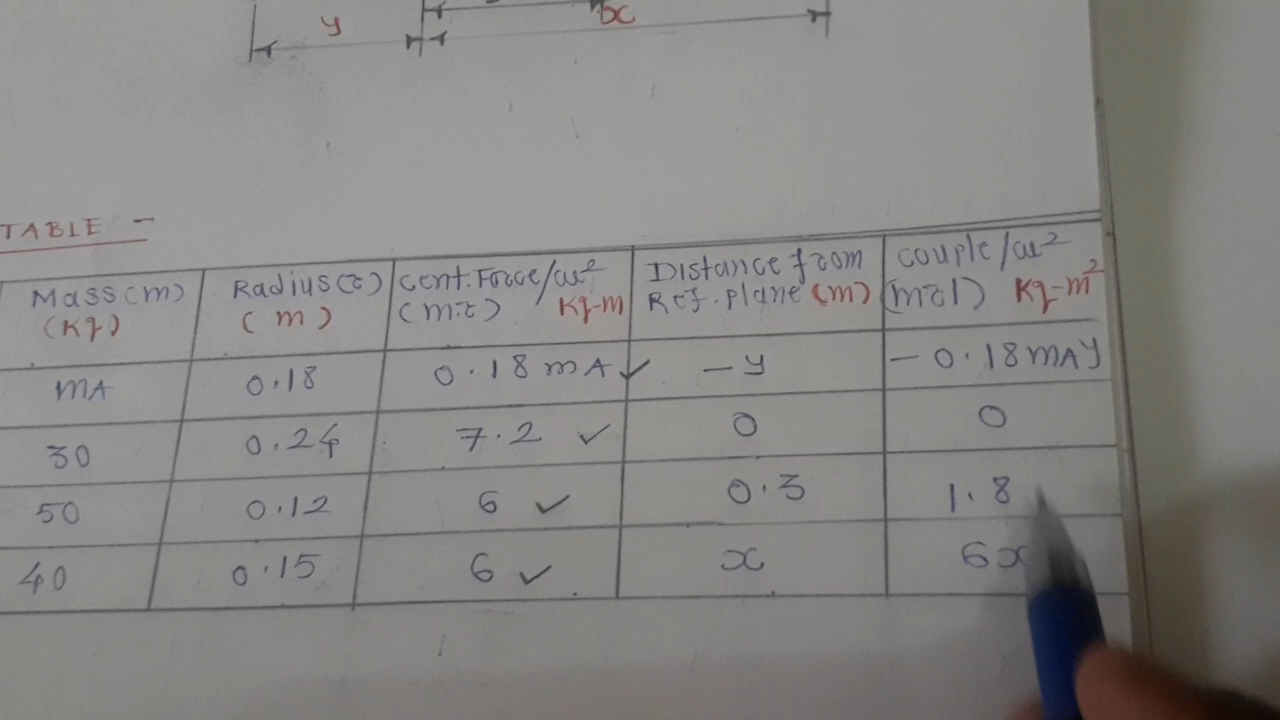 y
x
TABLE -
Mass (m) (Kg) Radius (r) (m) cent. Force/ω² (m.r) Kg-m Distance from Ref. plane (m) couple/ω² (mrl) Kg-m²
mA 0.18 0.18 mA ✓ -y -0.18mAy
30 0.24 7.2 ✓ 0 0
50 0.12 6 ✓ 0.3 1.8
40 0.15 6 ✓ x 6x